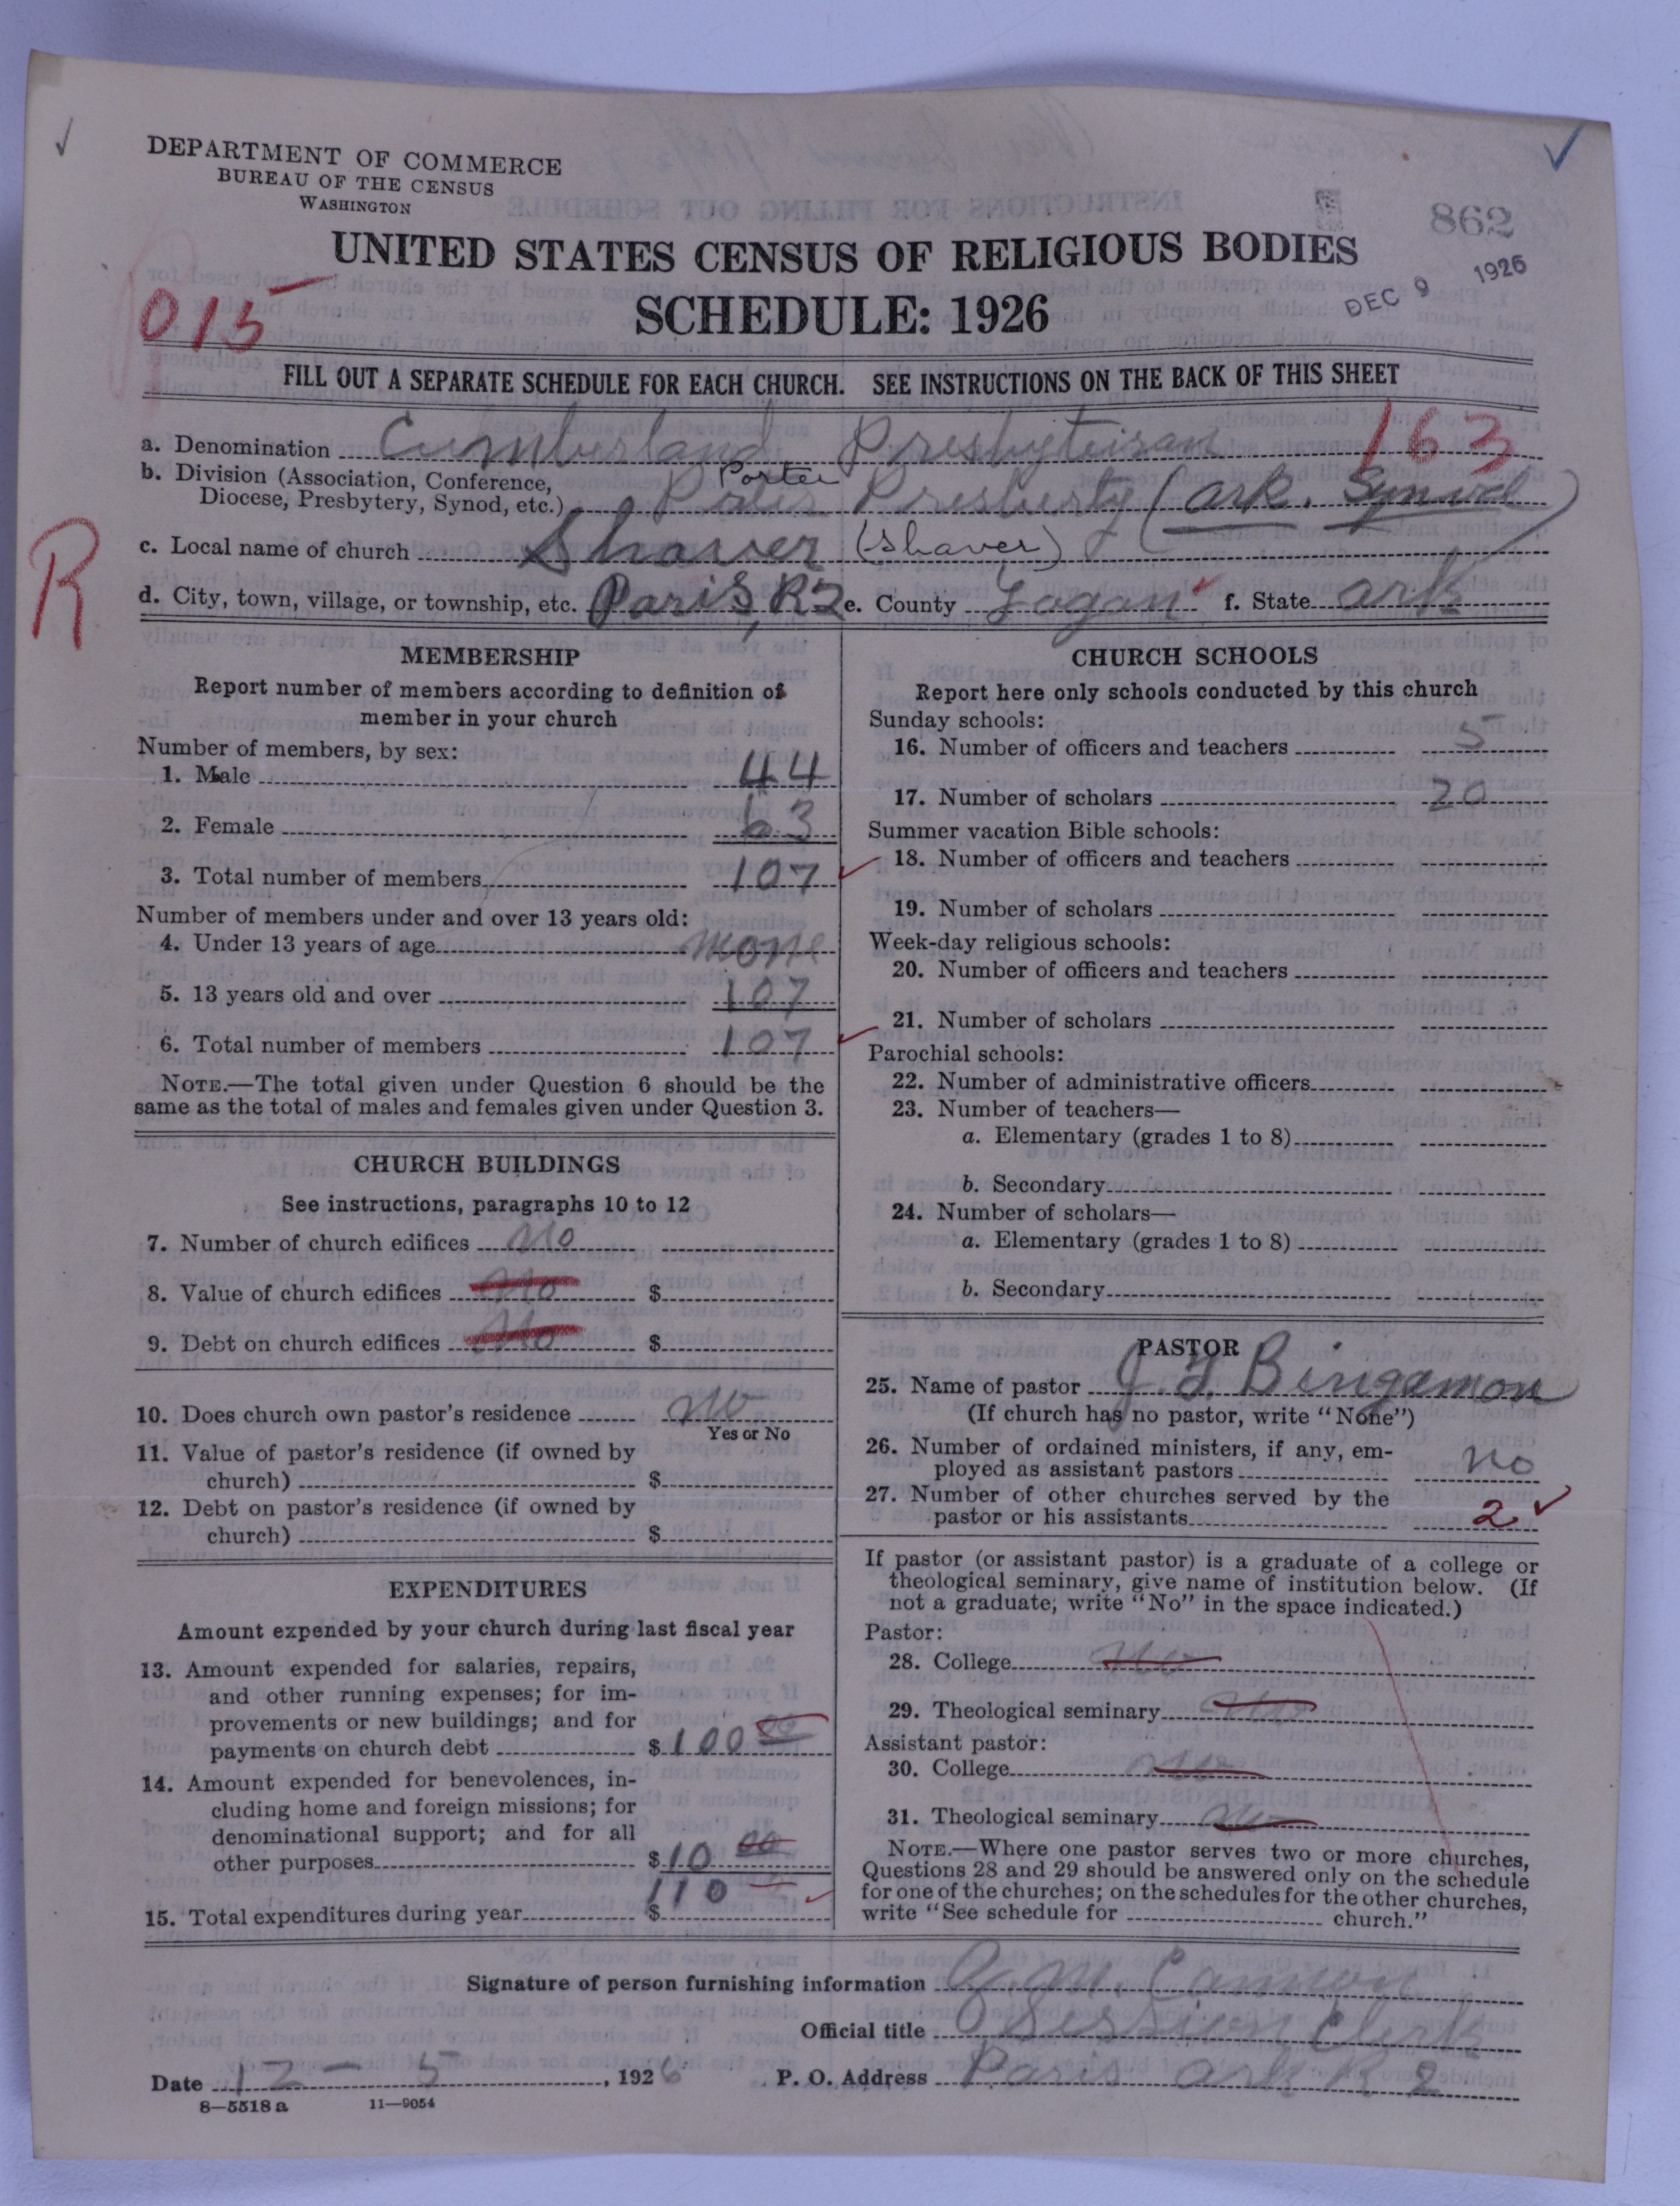 DEPARTMENT OF COMMERCE
BUREAU OF THE CENSUS
WASHINGTON
862
DEC 9 1926
UNITED STATES CENSUS OF RELIGIOUS BODIES
SCHEDULE: 1926
015
FILL OUT A SEPARATE SCHEDULE FOR EACH CHURCH. SEE INSTRUCTIONS ON THE BACK OF THIS SHEET
a. Denomination Cumberland Presbyteiran 163
b. Division (Association, Conference, Porter
Diocese, Presbytery, Synod, etc.) Presberty (ark. Synod)
R
c. Local name of church Shaver (Shaver)
d. City, town, village, or township, etc. Paris, R2 e. County Logan f. State ark
MEMBERSHIP
Report number of members according to definition of
member in your church
Number of members, by sex:
1. Male 44
2. Female 63
3. Total number of members 107
Number of members under and over 13 years old:
4. Under 13 years of age none
5. 13 years old and over 107
6. Total number of members 107
NOTE.—The total given under Question 6 should be the
same as the total of males and females given under Question 3.
CHURCH BUILDINGS
See instructions, paragraphs 10 to 12
7. Number of church edifices no
8. Value of church edifices no $
9. Debt on church edifices no $
10. Does church own pastor's residence no
Yes or No
11. Value of pastor's residence (if owned by
church) $
12. Debt on pastor's residence (if owned by
church) $
EXPENDITURES
Amount expended by your church during last fiscal year
13. Amount expended for salaries, repairs,
and other running expenses; for im-
provements or new buildings; and for
payments on church debt $100 00
14. Amount expended for benevolences, in-
cluding home and foreign missions; for
denominational support; and for all
other purposes $10 00
15. Total expenditures during year $ 110
CHURCH SCHOOLS
Report here only schools conducted by this church
Sunday schools:
16. Number of officers and teachers 5
17. Number of scholars 20
Summer vacation Bible schools:
18. Number of officers and teachers
19. Number of scholars
Week-day religious schools:
20. Number of officers and teachers
21. Number of scholars
Parochial schools:
22. Number of administrative officers
23. Number of teachers—
a. Elementary (grades 1 to 8)
b. Secondary
24. Number of scholars—
a. Elementary (grades 1 to 8)
b. Secondary
PASTOR
25. Name of pastor J. T. Bingamon
(If church has no pastor, write "None")
26. Number of ordained ministers, if any, em-
ployed as assistant pastors no
27. Number of other churches served by the
pastor or his assistants 2
If pastor (or assistant pastor) is a graduate of a college or
theological seminary, give name of institution below. (If
not a graduate, write "No" in the space indicated.)
Pastor:
28. College no
29. Theological seminary no
Assistant pastor:
30. College no
31. Theological seminary no
NOTE.—Where one pastor serves two or more churches,
Questions 28 and 29 should be answered only on the schedule
for one of the churches; on the schedules for the other churches,
write "See schedule for church."
Signature of person furnishing information M. Cannon
Official title Session Clerk
Date 12-5, 1926 P. O. Address Paris ark R 2
8—5518 a 11—9054